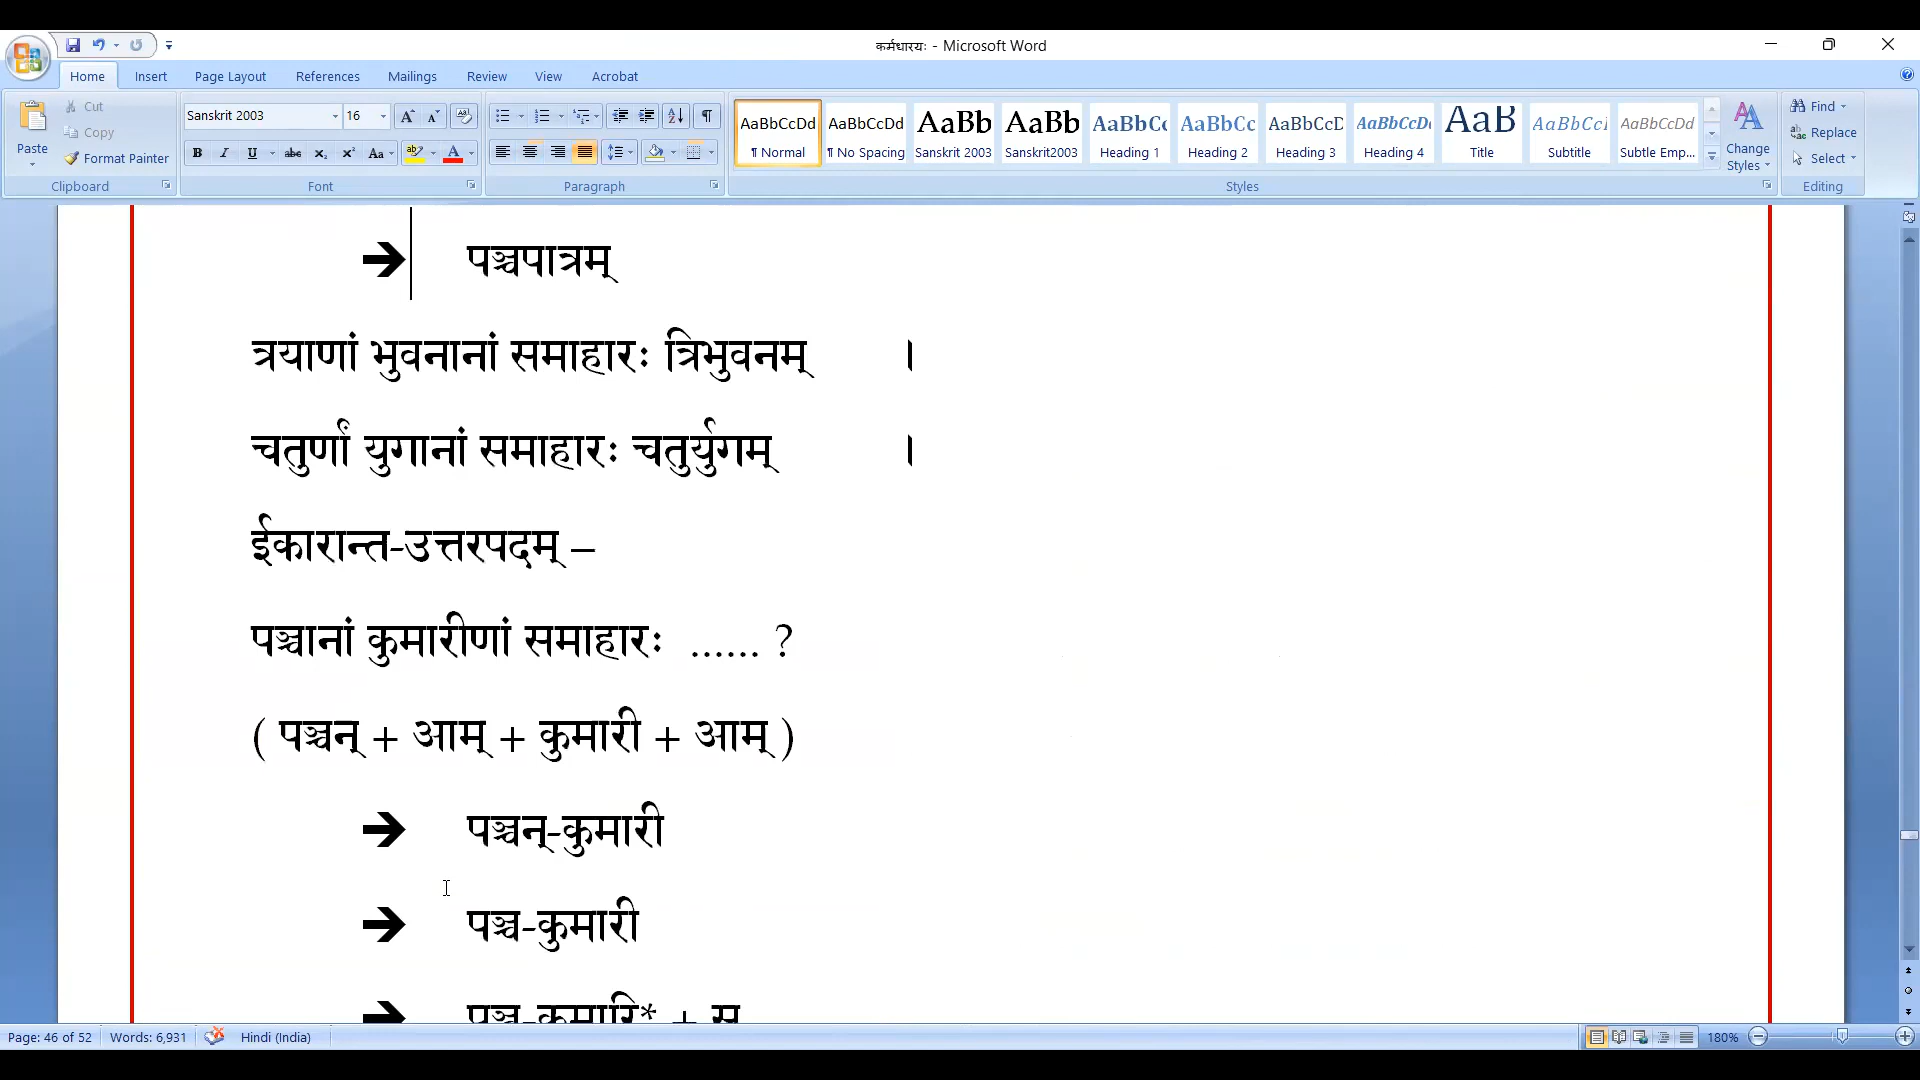 कर्मधारयः - Microsoft Word
Home Insert Page Layout References Mailings Review View Acrobat
Paste Cut Copy Format Painter
Clipboard
Sanskrit 2003 16
Font
Paragraph
AaBbCcDd AaBbCcDd AaBb AaBb AaBbCc AaBbCc AaBbCcD AaBbCcD AaB AaBbCc AaBbCcDd
¶ Normal ¶ No Spacing Sanskrit 2003 Sanskrit2003 Heading 1 Heading 2 Heading 3 Heading 4 Title Subtitle Subtle Emp...
Styles
Change Styles
Find
Replace
Select
Editing
➔ पञ्चपात्रम्
त्रयाणां भुवनानां समाहारः त्रिभुवनम् ।
चतुर्णां युगानां समाहारः चतुर्युगम् ।
ईकारान्त-उत्तरपदम् –
पञ्चानां कुमारीणां समाहारः ...... ?
( पञ्चन् + आम् + कुमारी + आम् )
➔ पञ्चन्-कुमारी
➔ पञ्च-कुमारी
➔ पञ्च-कुमारि* + स
Page: 46 of 52 Words: 6,931 Hindi (India) 180%